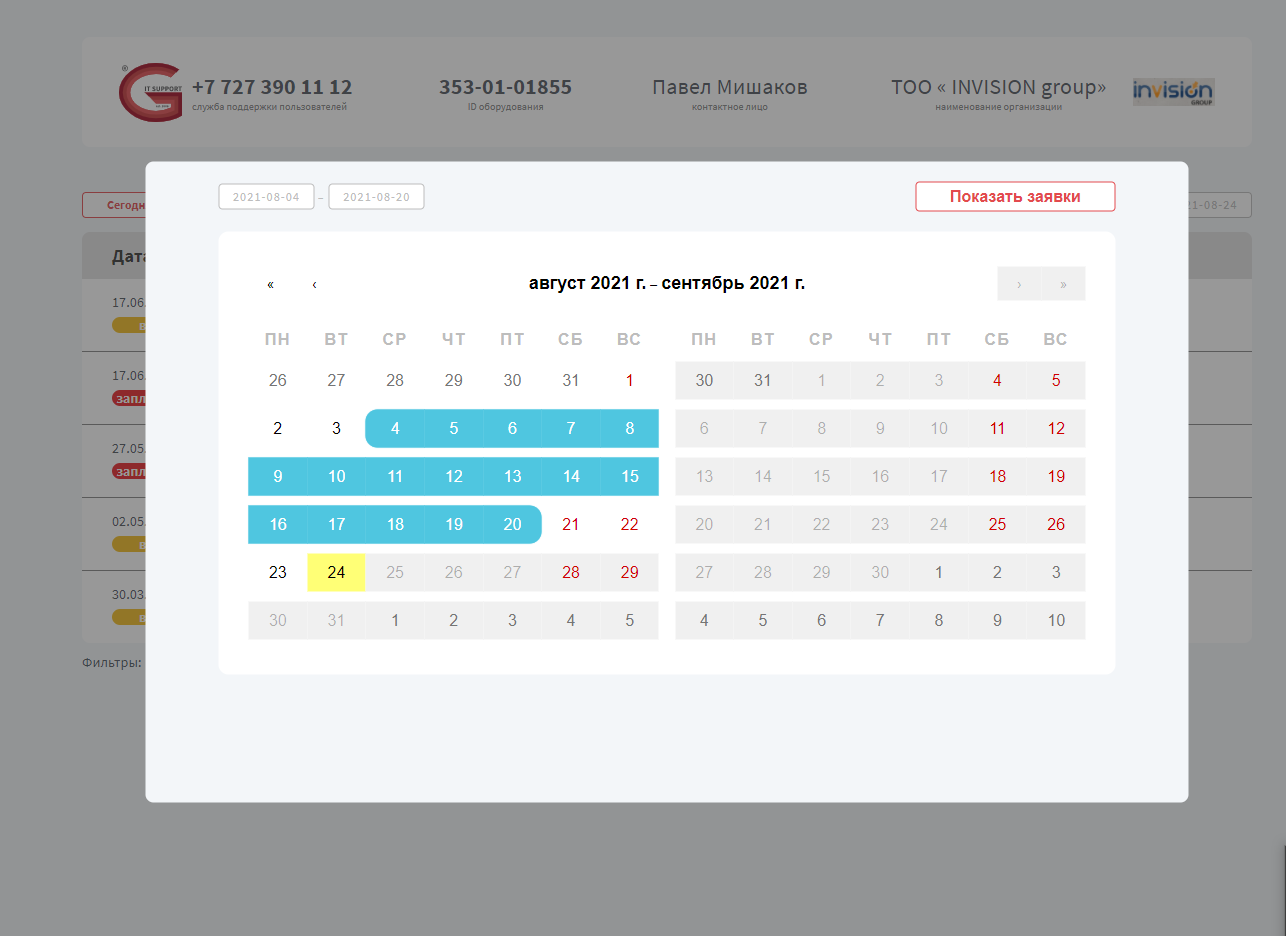 ® IT SUPPORT
+7 727 390 11 12
служба поддержки пользователей
353-01-01855
ID оборудования
Павел Мишаков
контактное лицо
ТОО « INVISION group»
наименование организации
invision
GROUP
2021-08-04 – 2021-08-20
Показать заявки
Сегодн
1-08-24
Дата
17.06.
в
17.06.
запл
27.05.
запл
02.05.
в
30.03.
в
Фильтры:
« ‹ август 2021 г. – сентябрь 2021 г. › »
ПН ВТ СР ЧТ ПТ СБ ВС ПН ВТ СР ЧТ ПТ СБ ВС
26 27 28 29 30 31 1 30 31 1 2 3 4 5
2 3 4 5 6 7 8 6 7 8 9 10 11 12
9 10 11 12 13 14 15 13 14 15 16 17 18 19
16 17 18 19 20 21 22 20 21 22 23 24 25 26
23 24 25 26 27 28 29 27 28 29 30 1 2 3
30 31 1 2 3 4 5 4 5 6 7 8 9 10